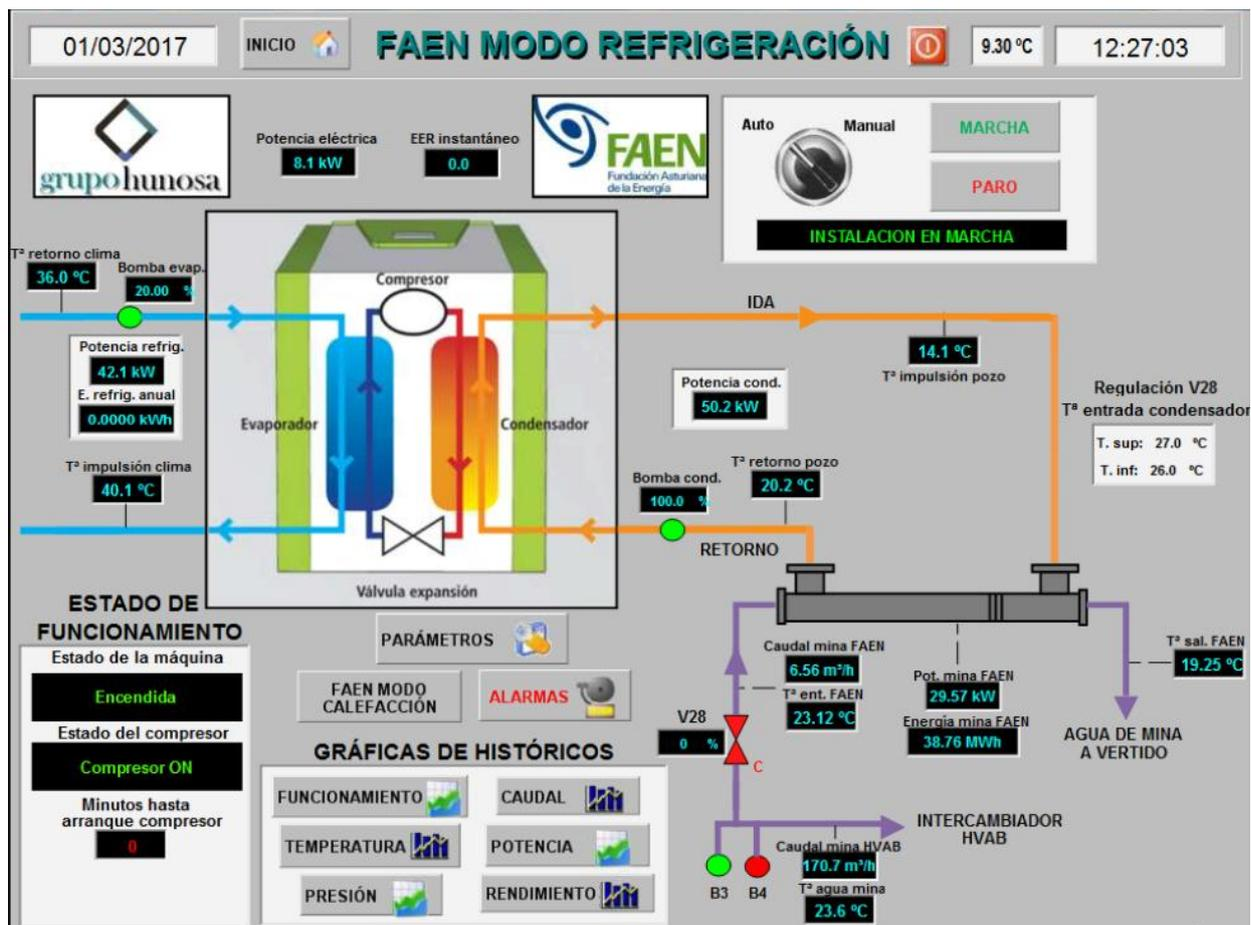 01/03/2017
INICIO
FAEN MODO REFRIGERACIÓN
9.30 ºC
12:27:03
grupo hunosa
Potencia eléctrica
8.1 kW
EER instantáneo
0.0
FAEN
Fundación Asturiana
de la Energía
Auto
Manual
MARCHA
PARO
INSTALACION EN MARCHA
Tª retorno clima
36.0 ºC
Bomba evap.
20.00 %
Potencia refrig.
42.1 kW
E. refrig. anual
0.0000 kWh
Tª impulsión clima
40.1 ºC
Compresor
Evaporador
Condensador
Válvula expansión
IDA
14.1 ºC
Tª impulsión pozo
Potencia cond.
50.2 kW
Regulación V28
Tª entrada condensador
T. sup: 27.0 ºC
T. inf: 26.0 ºC
Bomba cond.
100.0 %
Tª retorno pozo
20.2 ºC
RETORNO
ESTADO DE
FUNCIONAMIENTO
Estado de la máquina
Encendida
Estado del compresor
Compresor ON
Minutos hasta
arranque compresor
0
PARÁMETROS
FAEN MODO
CALEFACCIÓN
ALARMAS
GRÁFICAS DE HISTÓRICOS
FUNCIONAMIENTO
CAUDAL
TEMPERATURA
POTENCIA
PRESIÓN
RENDIMIENTO
Caudal mina FAEN
6.56 m³/h
Tª ent. FAEN
23.12 ºC
V28
0 %
C
Pot. mina FAEN
29.57 kW
Energía mina FAEN
38.76 MWh
Tª sal. FAEN
19.25 ºC
AGUA DE MINA
A VERTIDO
INTERCAMBIADOR
HVAB
Caudal mina HVAB
170.7 m³/h
Tª agua mina
23.6 ºC
B3
B4